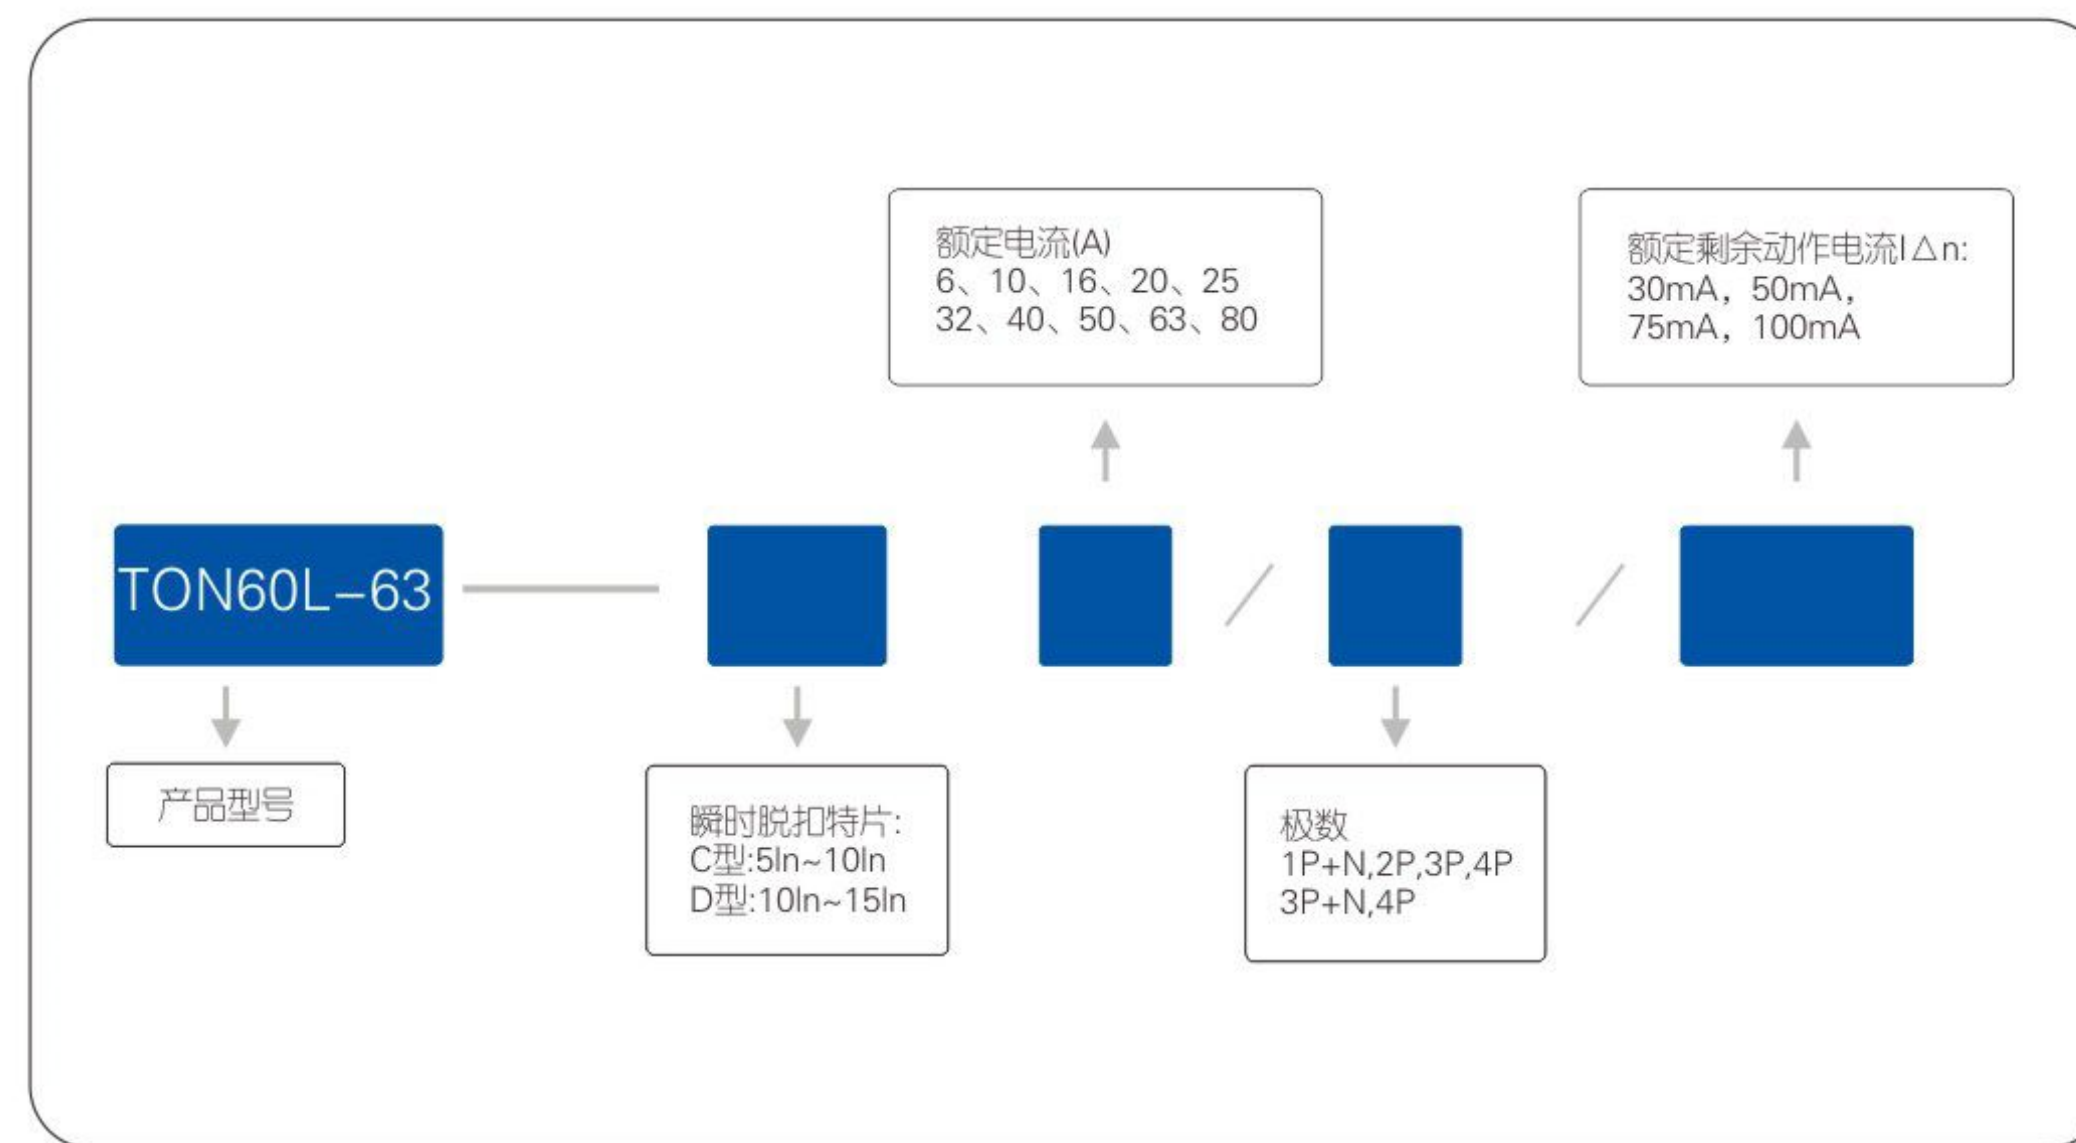 额定电流(A)
6、10、16、20、25
32、40、50、63、80
额定剩余动作电流I△n:
30mA，50mA，
75mA，100mA
TON60L-63
产品型号
瞬时脱扣特片:
C型:5In~10In
D型:10In~15In
极数
1P+N,2P,3P,4P
3P+N,4P